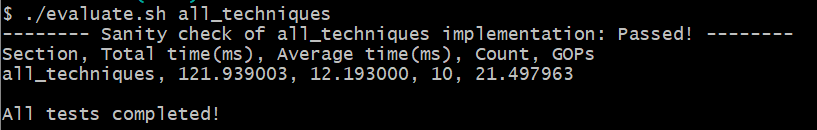 $ ./evaluate.sh all_techniques
-------- Sanity check of all_techniques implementation: Passed! --------
Section, Total time(ms), Average time(ms), Count, GOPs
all_techniques, 121.939003, 12.193000, 10, 21.497963
All tests completed!